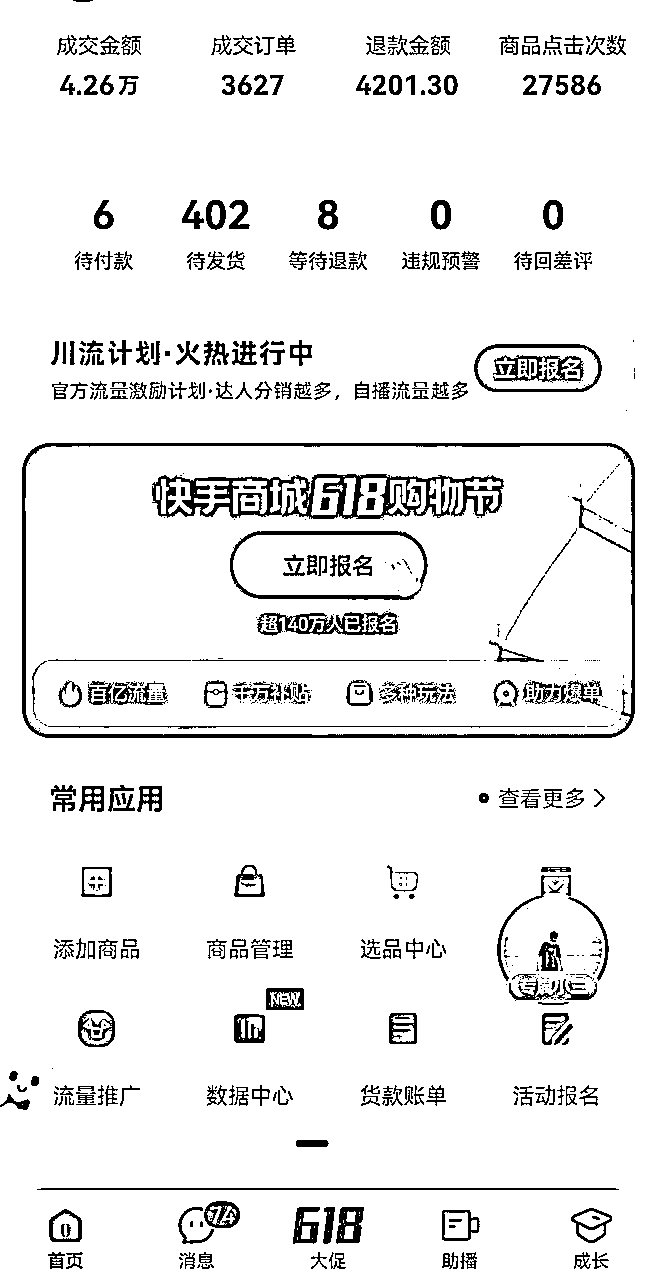 成交金额 成交订单 退款金额 商品点击次数
4.26万 3627 4201.30 27586
6 402 8 0 0
待付款 待发货 等待退款 违规预警 待回差评
川流计划·火热进行中
立即报名
官方流量激励计划·达人分销越多，自播流量越多
快手商城618购物节
立即报名
超140万人已报名
百亿流量 千万补贴 多种玩法 助力爆单
常用应用 查看更多
添加商品 商品管理 选品中心
NEW
流量推广 数据中心 货款账单 活动报名
74
618
首页 消息 大促 助播 成长